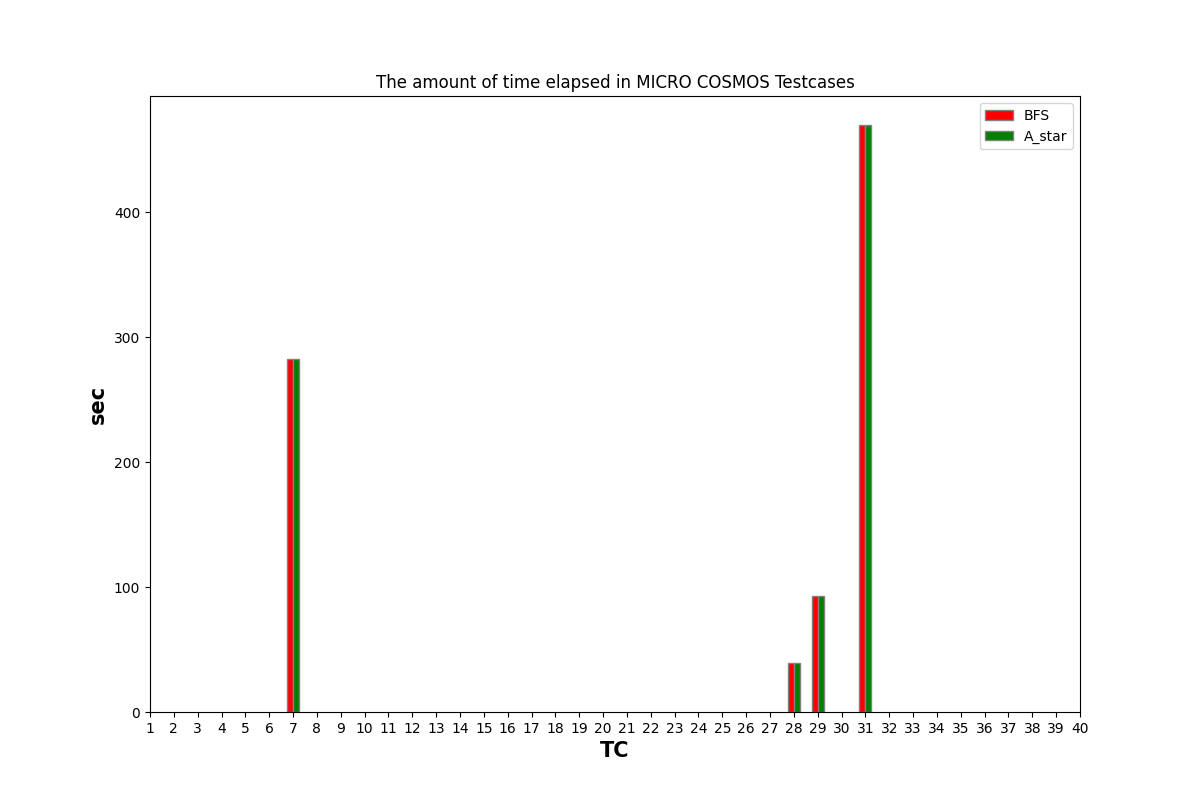 The amount of time elapsed in MICRO COSMOS Testcases
BFS
A_star
400
300
200
100
0
sec
1 2 3 4 5 6 7 8 9 10 11 12 13 14 15 16 17 18 19 20 21 22 23 24 25 26 27 28 29 30 31 32 33 34 35 36 37 38 39 40
TC